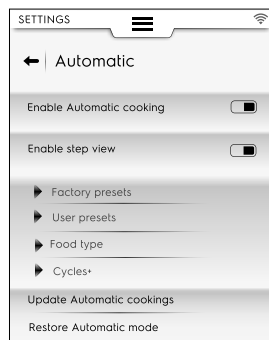 SETTINGS
Automatic
Enable Automatic cooking
Enable step view
Factory presets
User presets
Food type
Cycles+
Update Automatic cookings
Restore Automatic mode